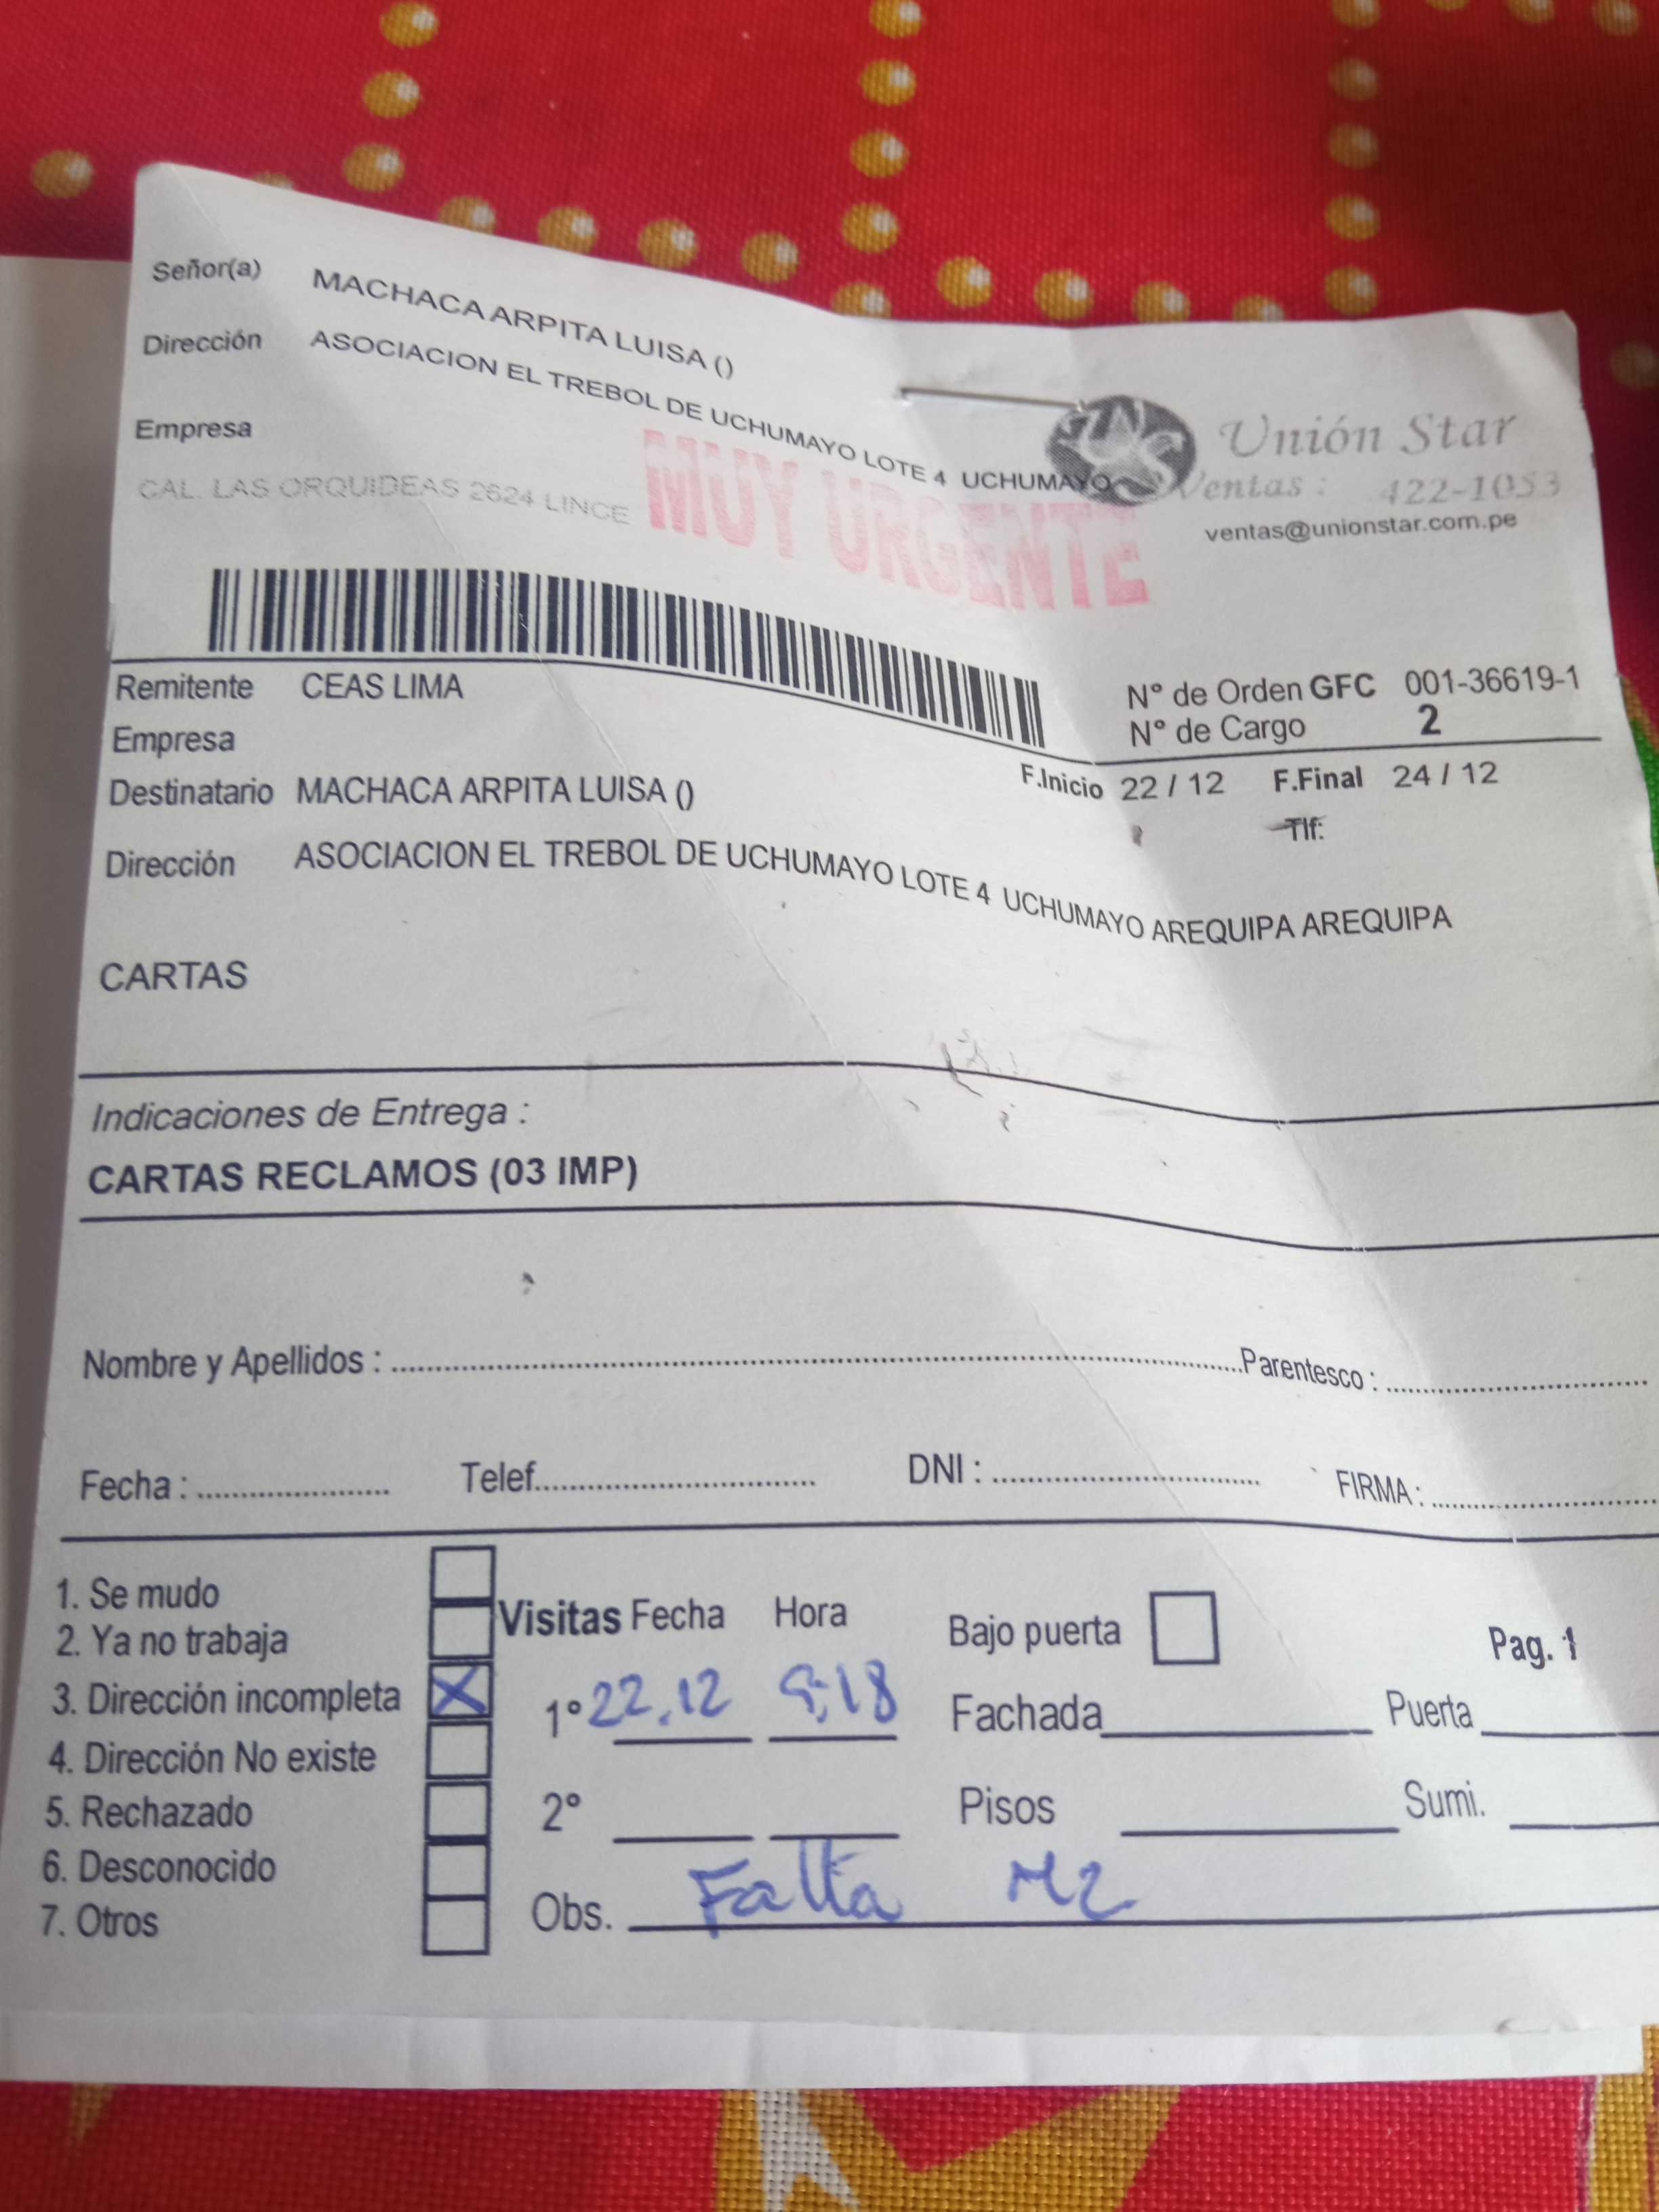 Señor(a) MACHACA ARPITA LUISA ()
Dirección ASOCIACION EL TREBOL DE UCHUMAYO LOTE 4 UCHUMAYO
Empresa
CAL. LAS ORQUIDEAS 2624 LINCE
MUY URGENTE
Unión Star
Ventas : 422-1053
ventas@unionstar.com.pe
Remitente CEAS LIMA
Nº de Orden GFC 001-36619-1
Empresa
Nº de Cargo 2
Destinatario MACHACA ARPITA LUISA ()
F.Inicio 22 / 12 F.Final 24 / 12
Tlf:
Dirección ASOCIACION EL TREBOL DE UCHUMAYO LOTE 4 UCHUMAYO AREQUIPA AREQUIPA
CARTAS
Indicaciones de Entrega :
CARTAS RECLAMOS (03 IMP)
Nombre y Apellidos : Parentesco :
Fecha : Telef. DNI : FIRMA :
1. Se mudo
2. Ya no trabaja
3. Dirección incompleta X
4. Dirección No existe
5. Rechazado
6. Desconocido
7. Otros
Visitas Fecha Hora
1º 22.12 9:18
2º
Obs. Falta Mz
Bajo puerta
Pag. 1
Fachada Puerta
Pisos Sumi.